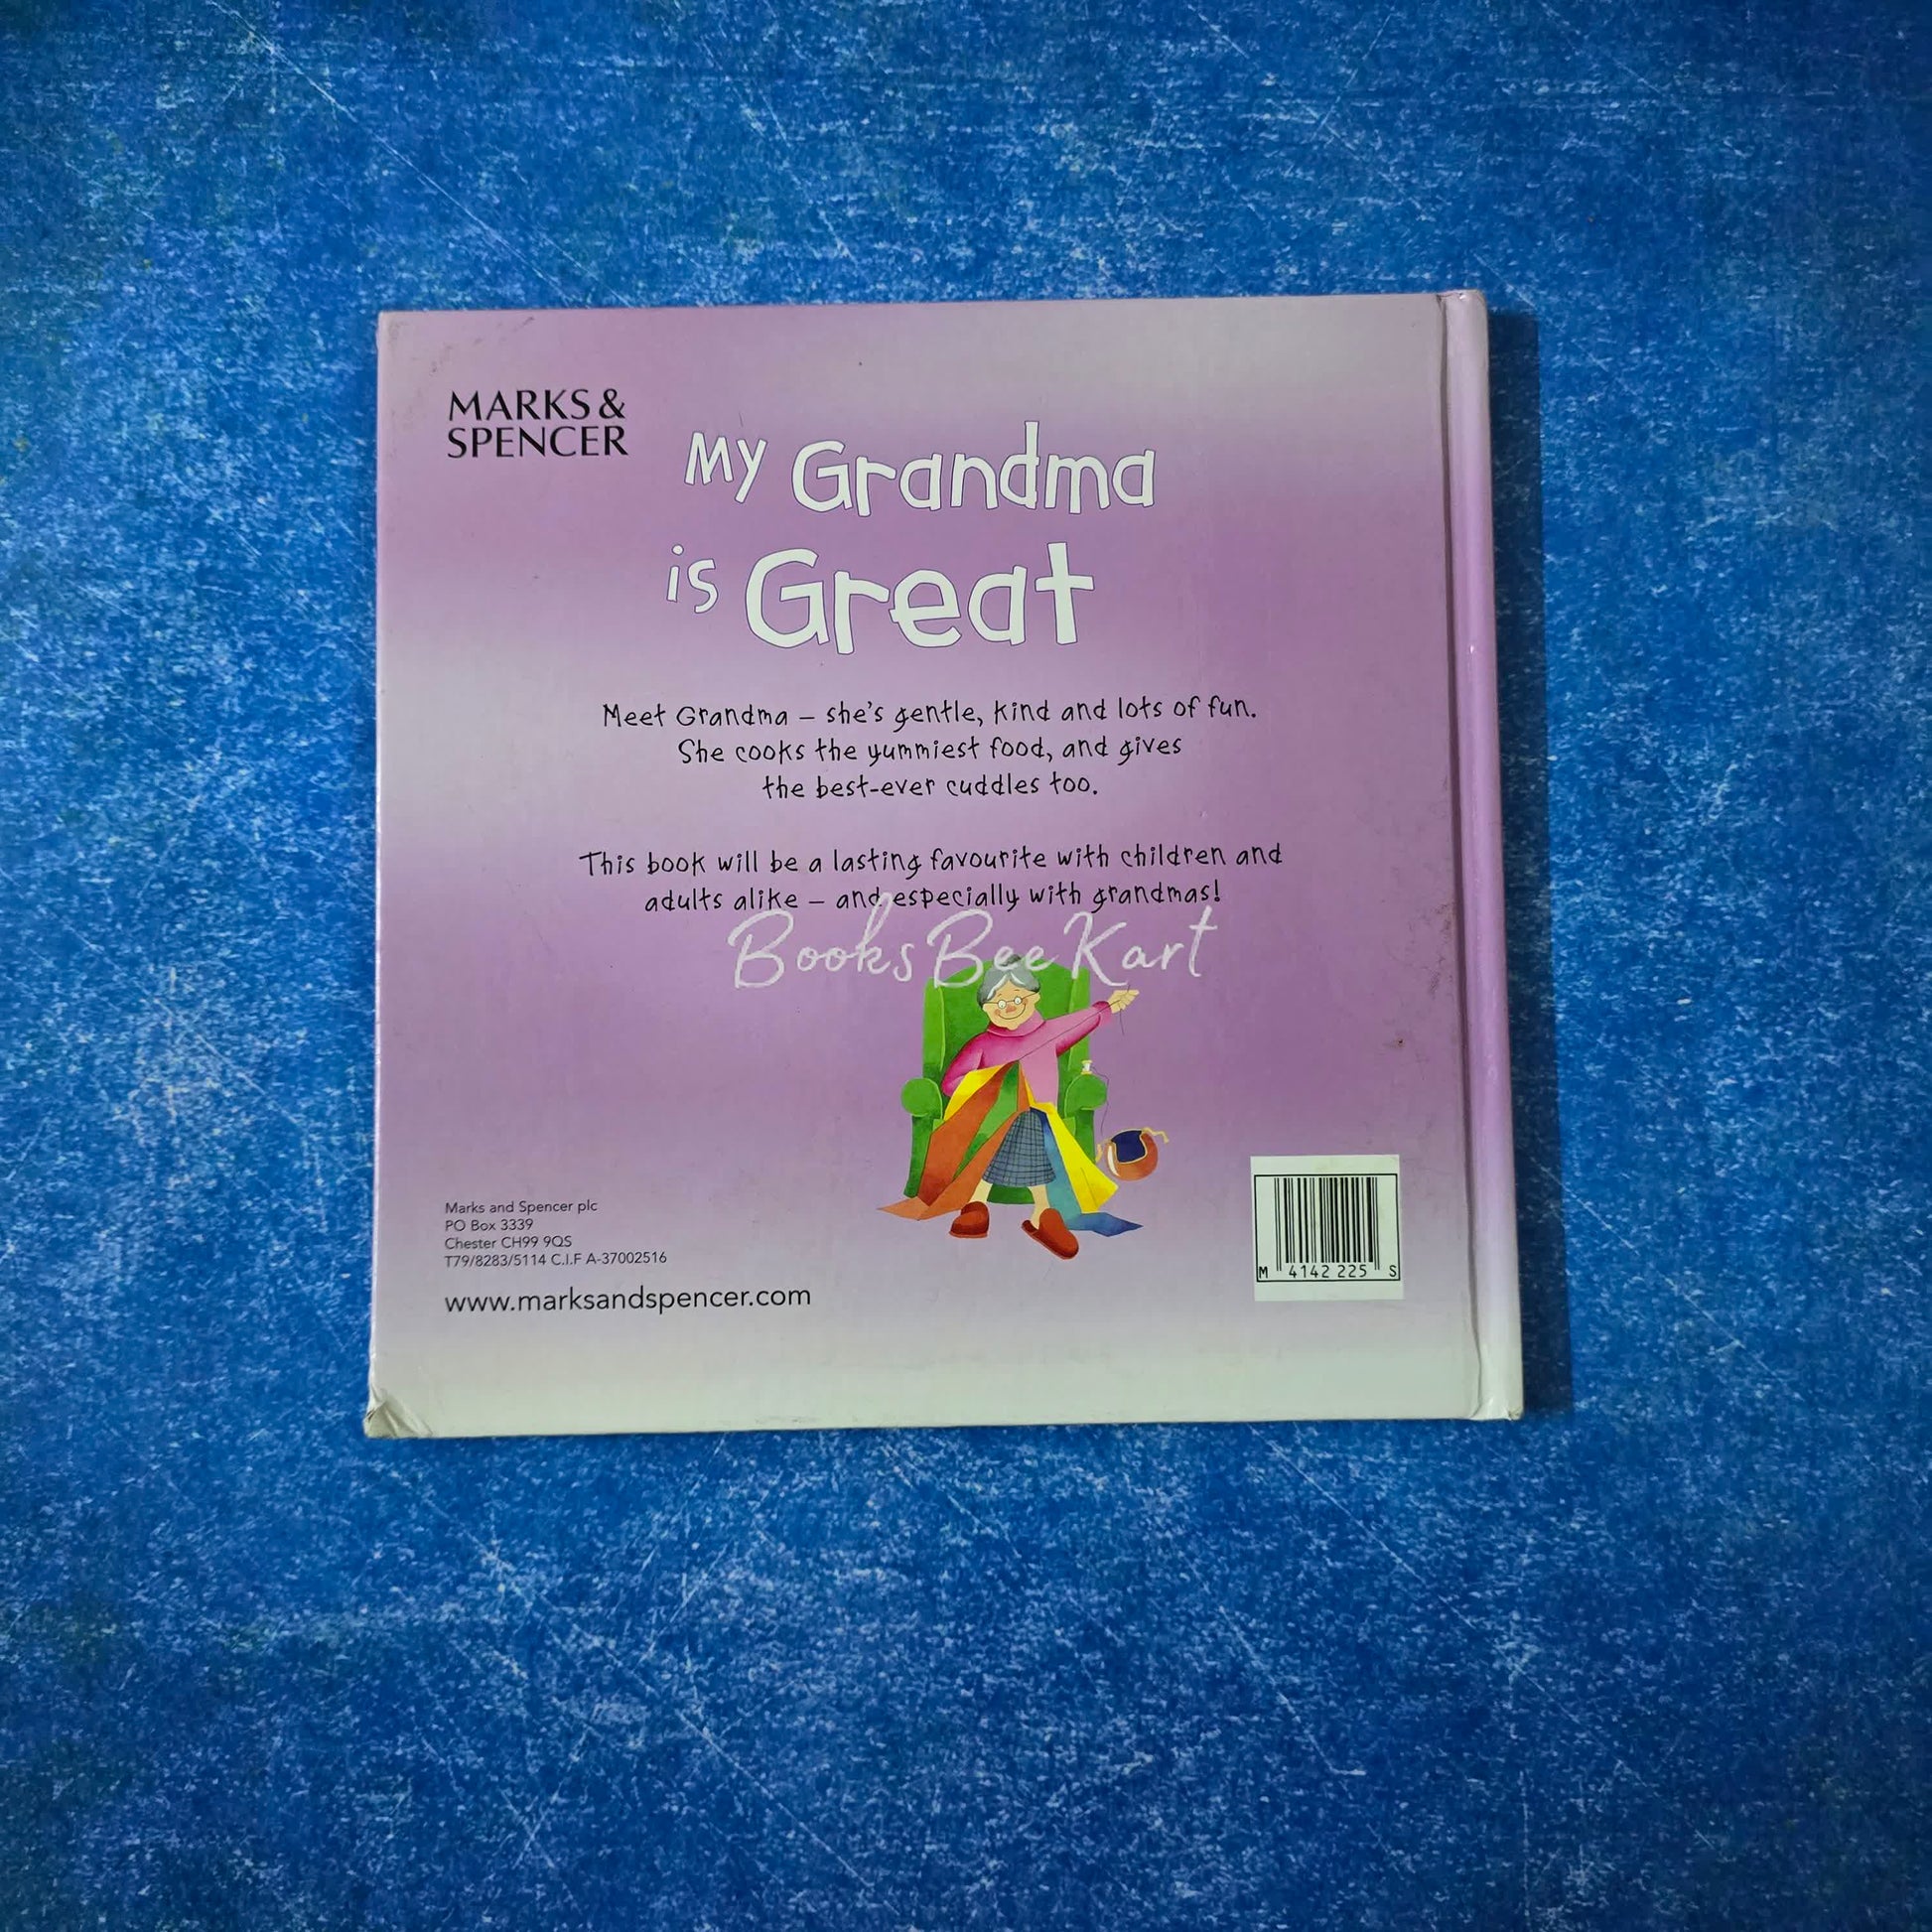 MARKS &
SPENCER
My Grandma
is Great
Meet Grandma – she's gentle, kind and lots of fun.
She cooks the yummiest food, and gives
the best-ever cuddles too.
This book will be a lasting favourite with children and
adults alike – and especially with grandmas!
Books Bee Kart
Marks and Spencer plc
PO Box 3339
Chester CH99 9QS
T79/8283/5114 C.I.F A-37002516
www.marksandspencer.com
M 4142 225 S